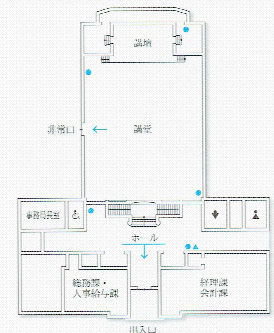 講壇
非常口
講堂
事務局長室
ホール
総務課・
人事給与課
経理課
会計課
出入口